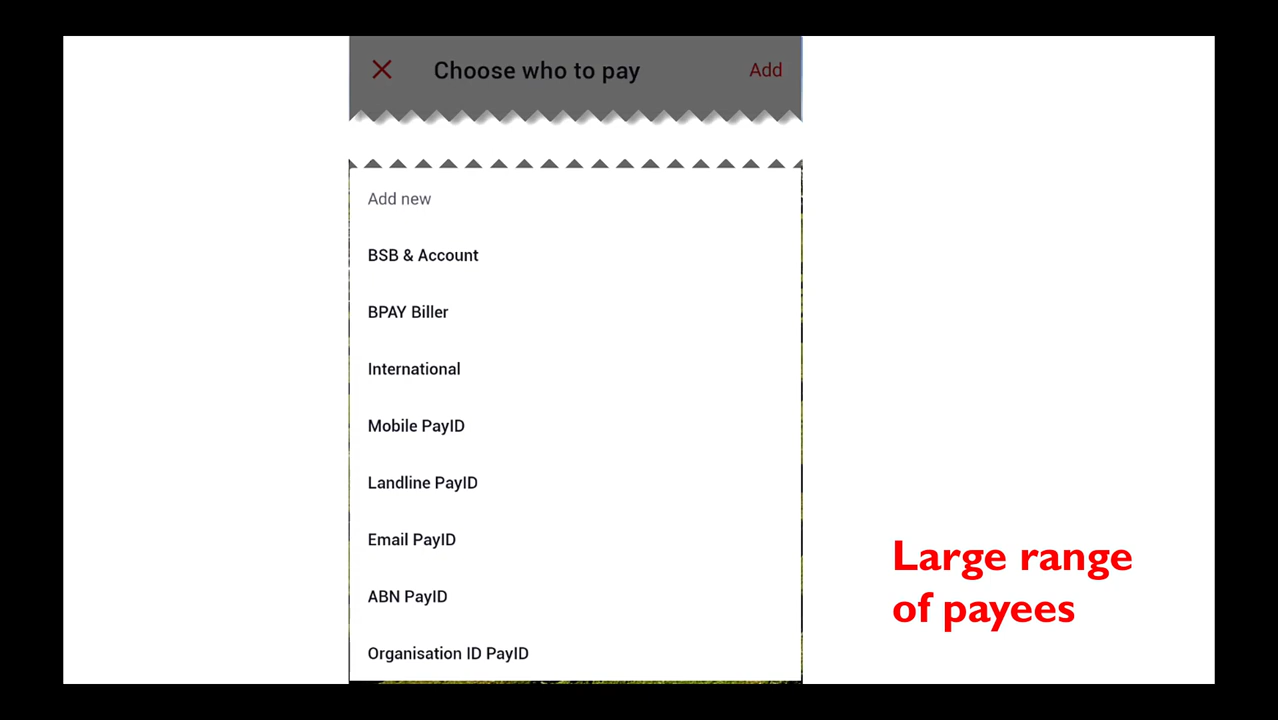 Choose who to pay
Add
Add new
BSB & Account
BPAY Biller
International
Mobile PayID
Landline PayID
Email PayID
ABN PayID
Organisation ID PayID
Large range
of payees